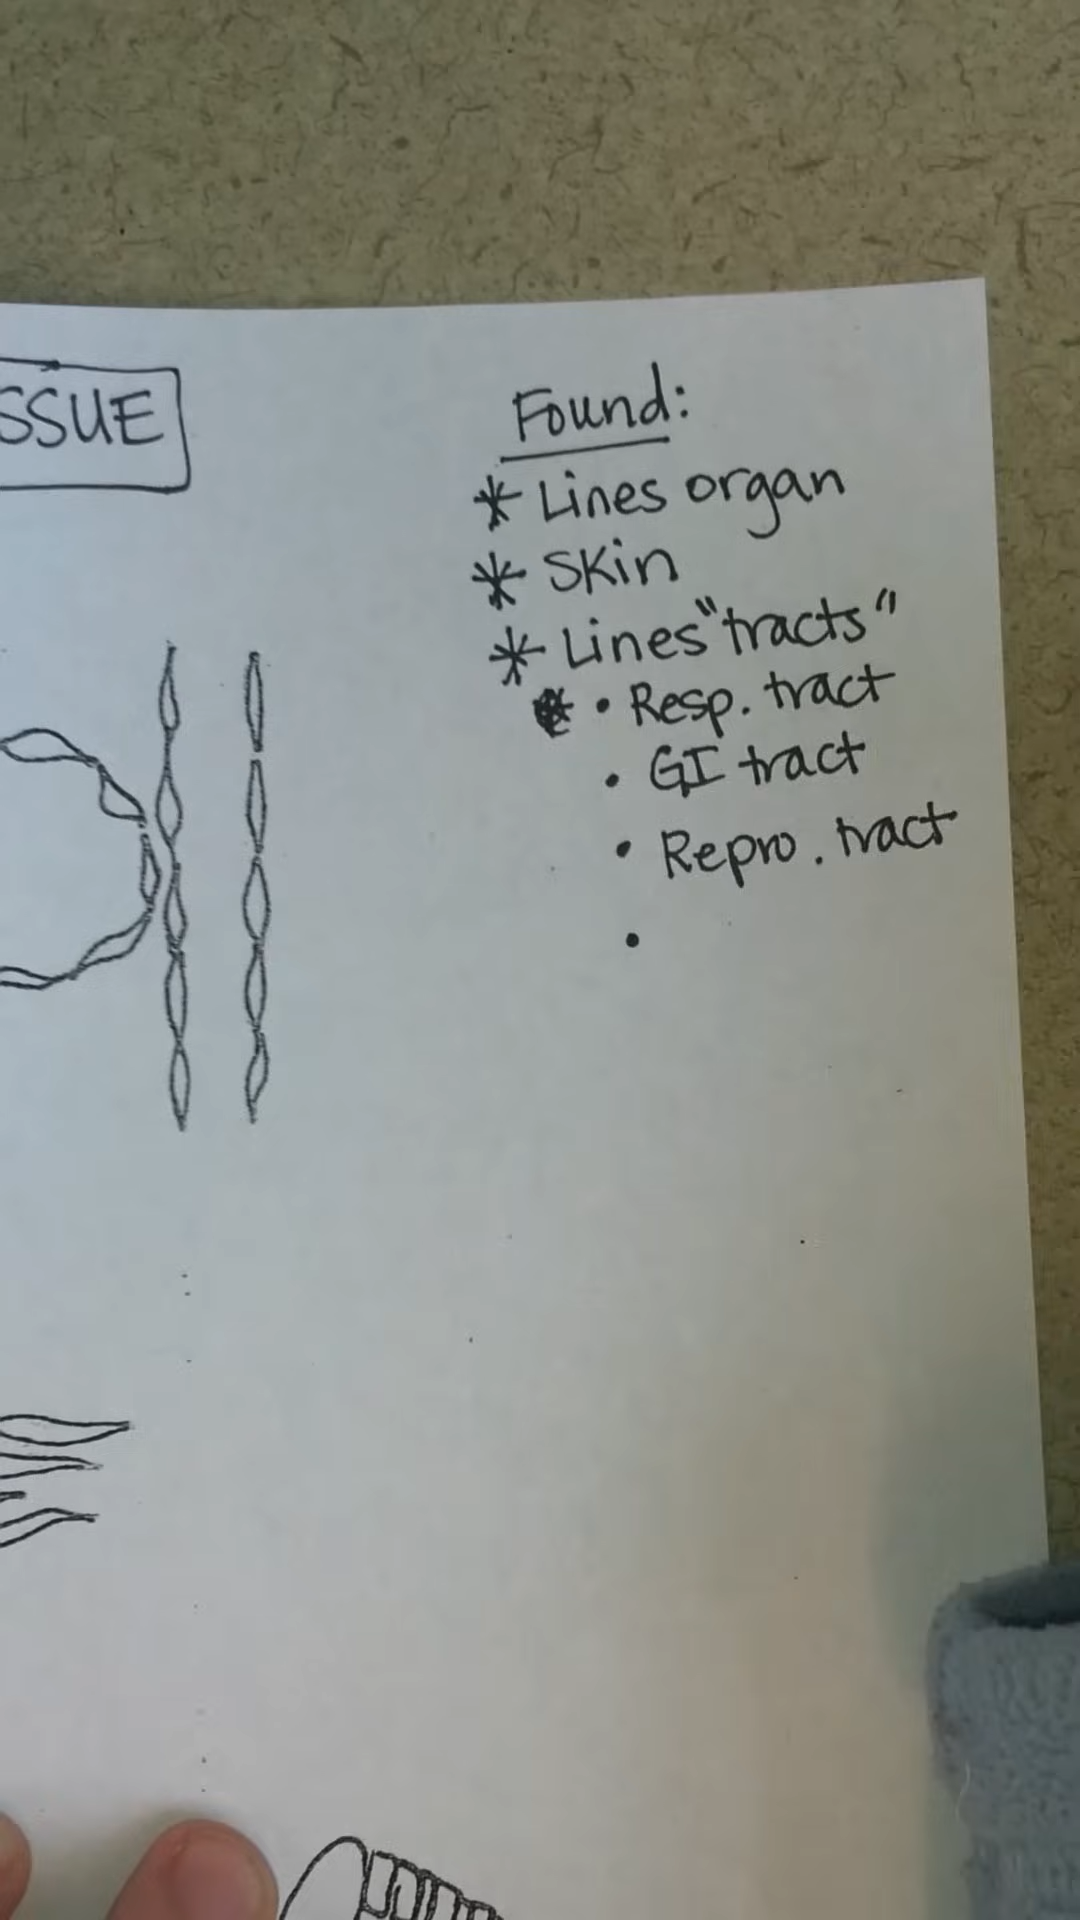 SSUE
Found:
* Lines organ
* Skin
* Lines "tracts"
• Resp. tract
• GI tract
• Repro. tract
•